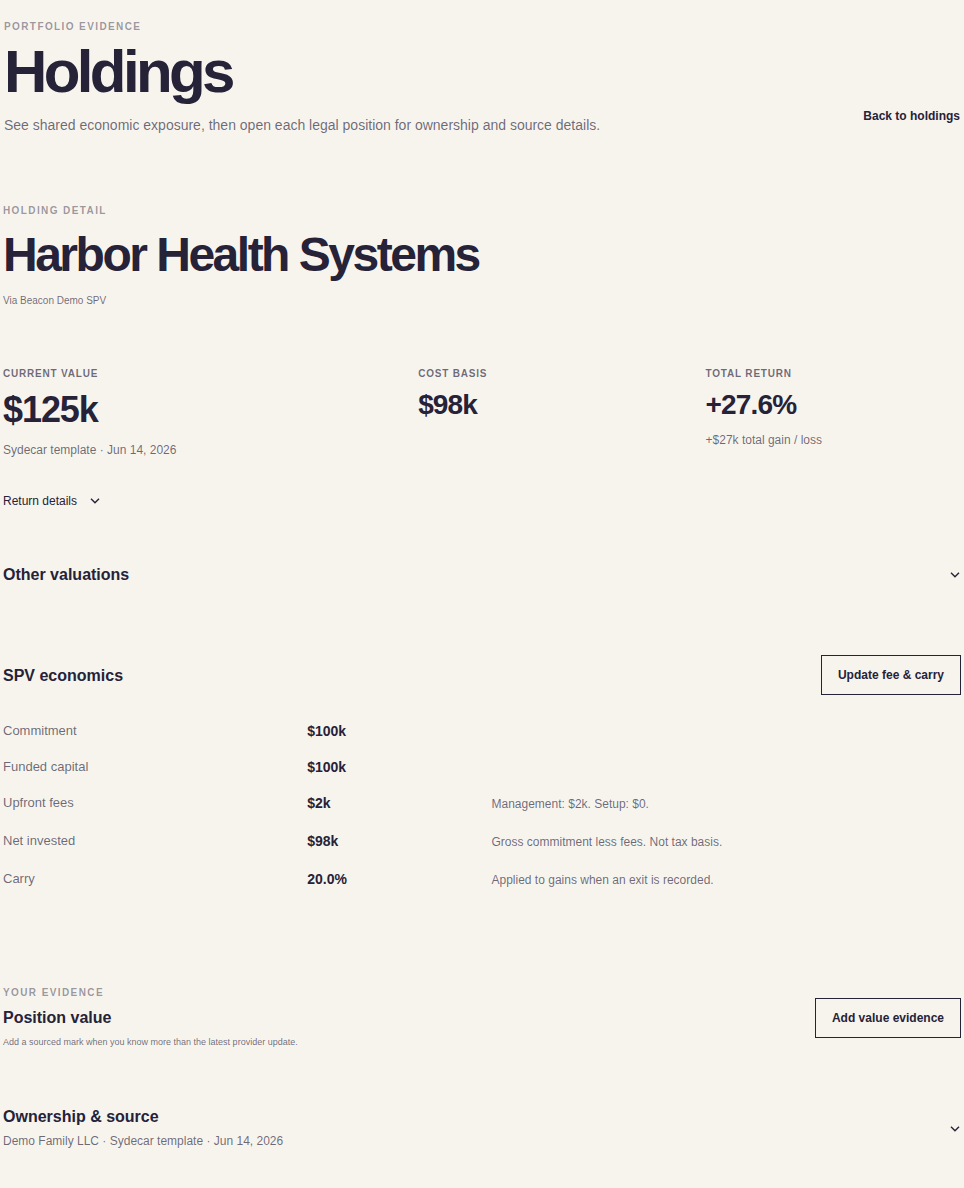 PORTFOLIO EVIDENCE
Holdings
See shared economic exposure, then open each legal position for ownership and source details.
Back to holdings
HOLDING DETAIL
Harbor Health Systems
Via Beacon Demo SPV
CURRENT VALUE
$125k
Sydecar template · Jun 14, 2026
COST BASIS
$98k
TOTAL RETURN
+27.6%
+$27k total gain / loss
Return details
Other valuations
SPV economics
Update fee & carry
Commitment $100k
Funded capital $100k
Upfront fees $2k Management: $2k. Setup: $0.
Net invested $98k Gross commitment less fees. Not tax basis.
Carry 20.0% Applied to gains when an exit is recorded.
YOUR EVIDENCE
Position value
Add a sourced mark when you know more than the latest provider update.
Add value evidence
Ownership & source
Demo Family LLC · Sydecar template · Jun 14, 2026